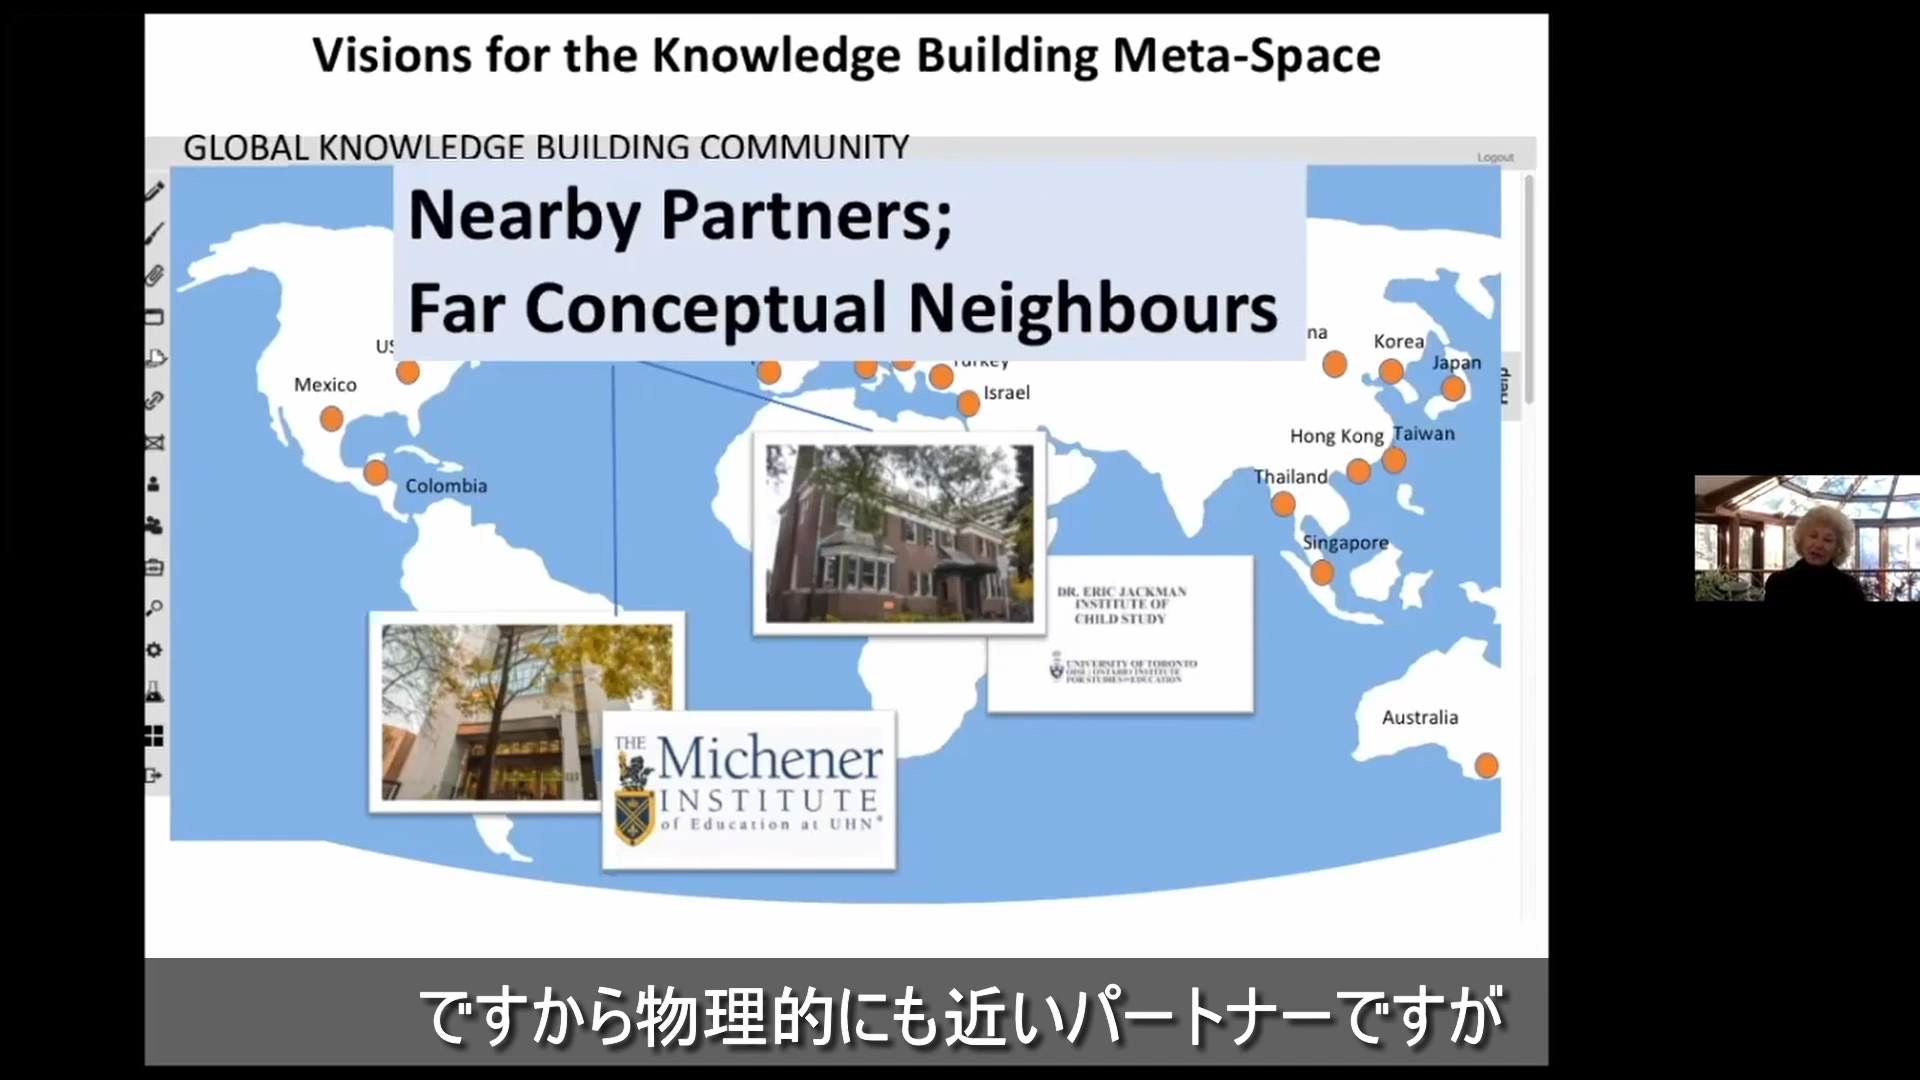 Visions for the Knowledge Building Meta-Space
GLOBAL KNOWLEDGE BUILDING COMMUNITY
Logout
Nearby Partners;
Far Conceptual Neighbours
Korea
Japan
Mexico
Turkey
Israel
Help
Hong Kong
Taiwan
Thailand
Colombia
Singapore
DR. ERIC JACKMAN
INSTITUTE OF
CHILD STUDY
UNIVERSITY OF TORONTO
OISE | ONTARIO INSTITUTE
FOR STUDIES IN EDUCATION
Australia
THE
Michener
INSTITUTE
of Education at UHN
ですから物理的にも近いパートナーですが